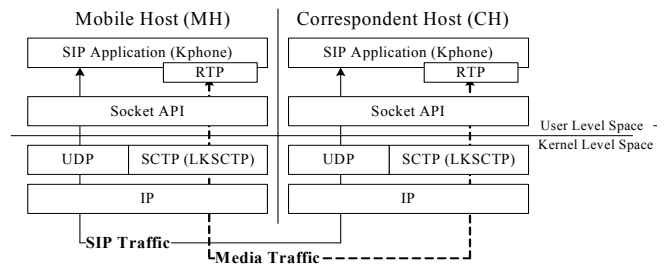 Mobile Host (MH)
Correspondent Host (CH)
SIP Application (Kphone)
RTP
SIP Application (Kphone)
RTP
Socket API
Socket API
User Level Space
Kernel Level Space
UDP
SCTP (LKSCTP)
UDP
SCTP (LKSCTP)
IP
IP
SIP Traffic
Media Traffic